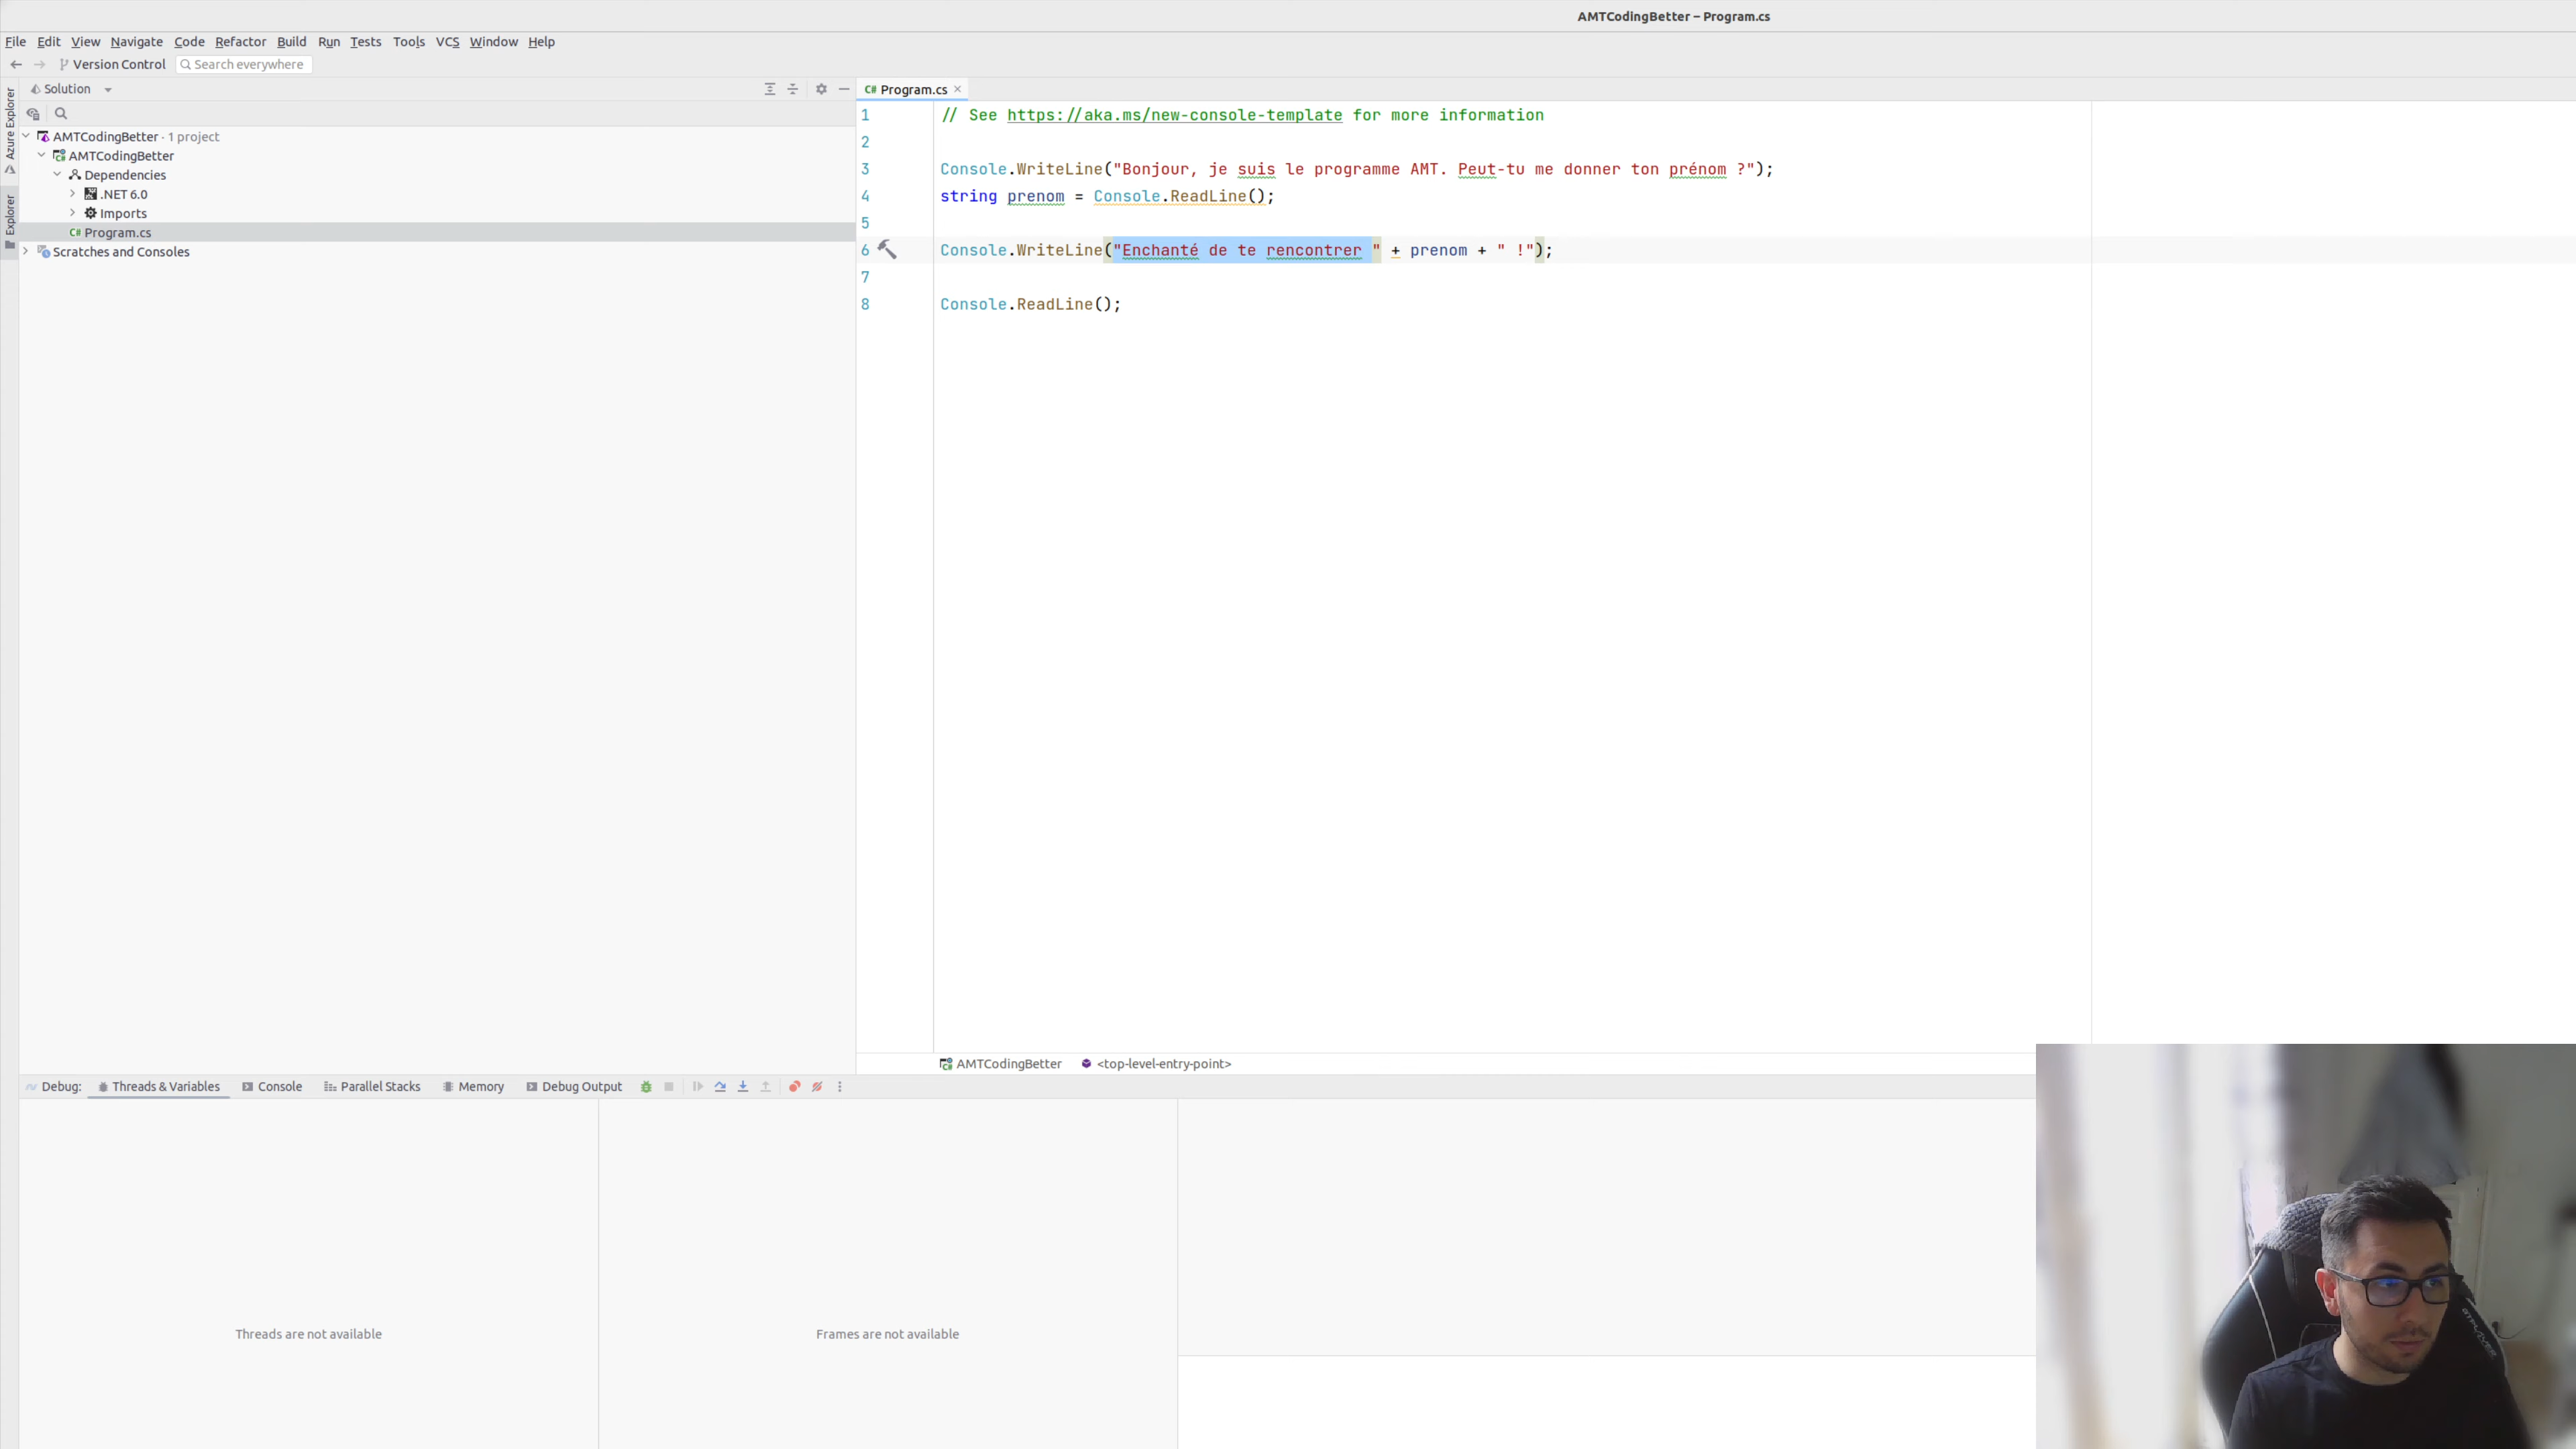 AMTCodingBetter – Program.cs
File Edit View Navigate Code Refactor Build Run Tests Tools VCS Window Help
Version Control Search everywhere
Azure Explorer
Explorer
Solution
AMTCodingBetter · 1 project
AMTCodingBetter
Dependencies
.NET 6.0
Imports
C# Program.cs
Scratches and Consoles
C# Program.cs
1 // See https://aka.ms/new-console-template for more information
2
3 Console.WriteLine("Bonjour, je suis le programme AMT. Peut-tu me donner ton prénom ?");
4 string prenom = Console.ReadLine();
5
6 Console.WriteLine("Enchanté de te rencontrer " + prenom + " !");
7
8 Console.ReadLine();
AMTCodingBetter <top-level-entry-point>
Debug: Threads & Variables Console Parallel Stacks Memory Debug Output
Threads are not available
Frames are not available